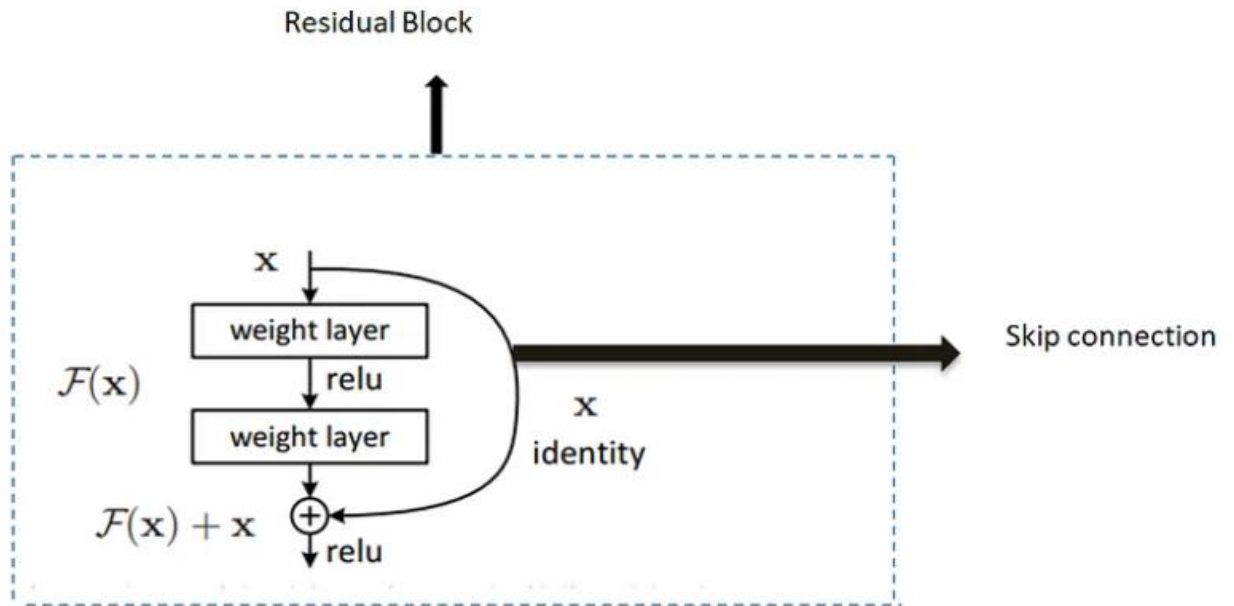 Residual Block
x
weight layer
relu
F(x)
weight layer
x
identity
F(x) + x
+
relu
Skip connection